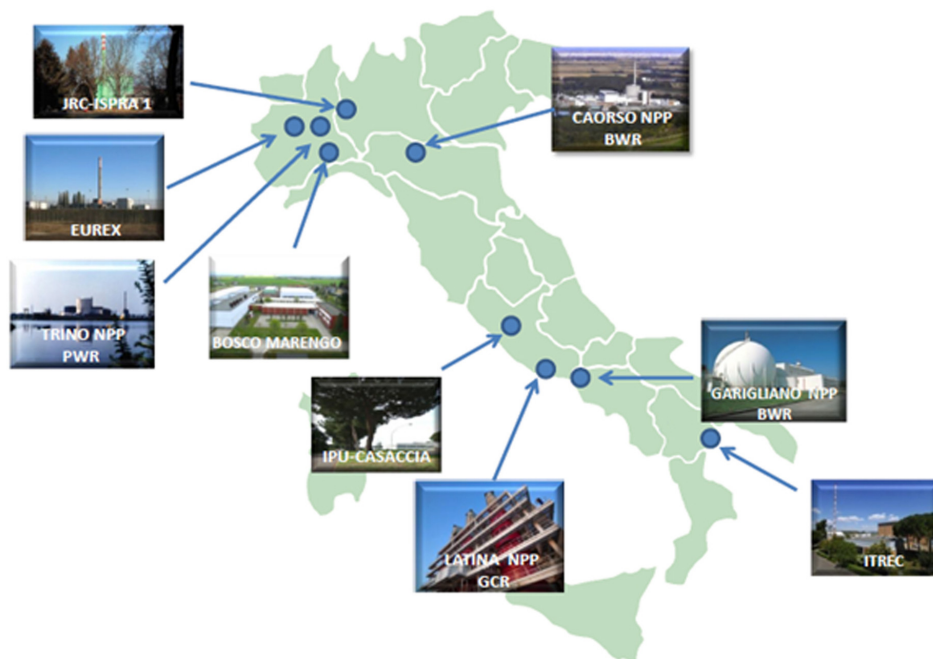 JRC-ISPRA 1
CAORSO NPP
BWR
EUREX
TRINO NPP
PWR
BOSCO MARENGO
GARIGLIANO NPP
BWR
IPU-CASACCIA
LATINA NPP
GCR
ITREC